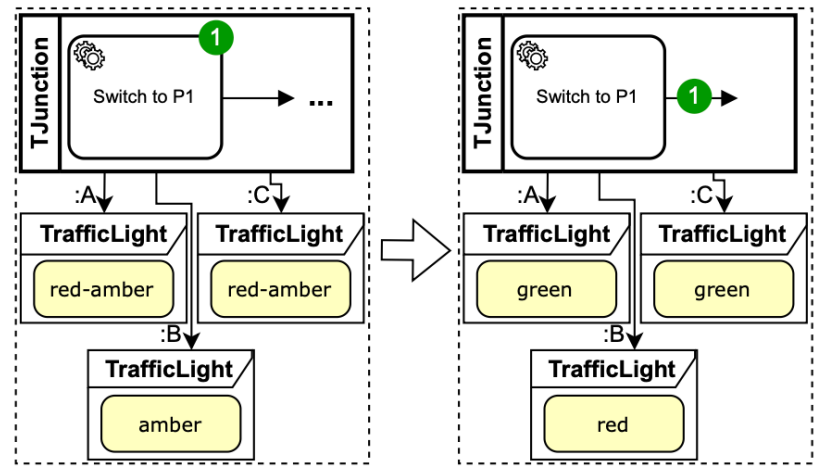 TJunction
1
Switch to P1
...
:A
:C
TrafficLight
TrafficLight
red-amber
red-amber
:B
TrafficLight
amber
TJunction
Switch to P1
1
:A
:C
TrafficLight
TrafficLight
green
green
:B
TrafficLight
red